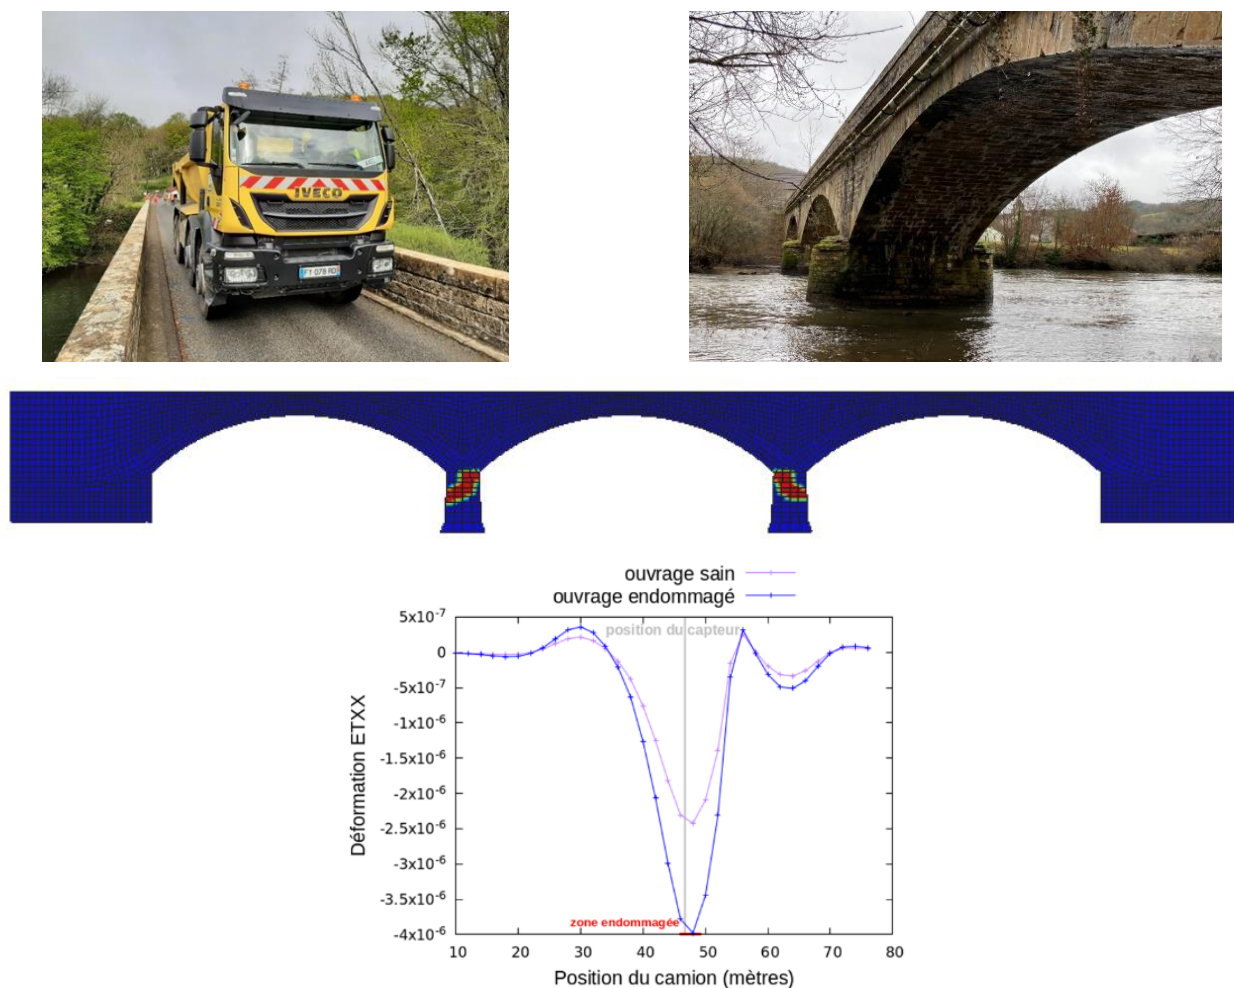 IVECO
FY-078-RD
ouvrage sain
ouvrage endommagé
position du capteur
5x10-7
0
-5x10-7
-1x10-6
-1.5x10-6
-2x10-6
-2.5x10-6
-3x10-6
-3.5x10-6
-4x10-6
Déformation ETXX
zone endommagée
10 20 30 40 50 60 70 80
Position du camion (mètres)